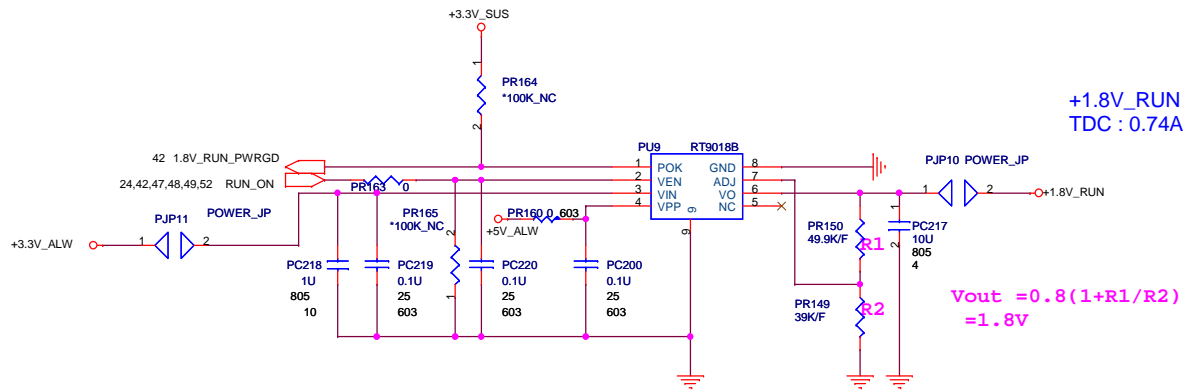 +3.3V_SUS
1
PR164
*100K_NC
2
+1.8V_RUN
TDC : 0.74A
42 1.8V_RUN_PWRGD
24,42,47,48,49,52 RUN_ON
PR163 0
PU9 RT9018B
1 POK GND 8
2 VEN ADJ 7
3 VIN VO 6
4 VPP NC 5
9
9
PJP10 POWER_JP
1 2
+1.8V_RUN
PJP11 POWER_JP
+3.3V_ALW
1 2
PR165
*100K_NC
2
1
PR160 0 603
+5V_ALW
PC218
1U
805
10
PC219
0.1U
25
603
PC220
0.1U
25
603
PC200
0.1U
25
603
PR150
49.9K/F
R1
PR149
39K/F
R2
1
PC217
10U
805
4
2
Vout =0.8(1+R1/R2)
=1.8V